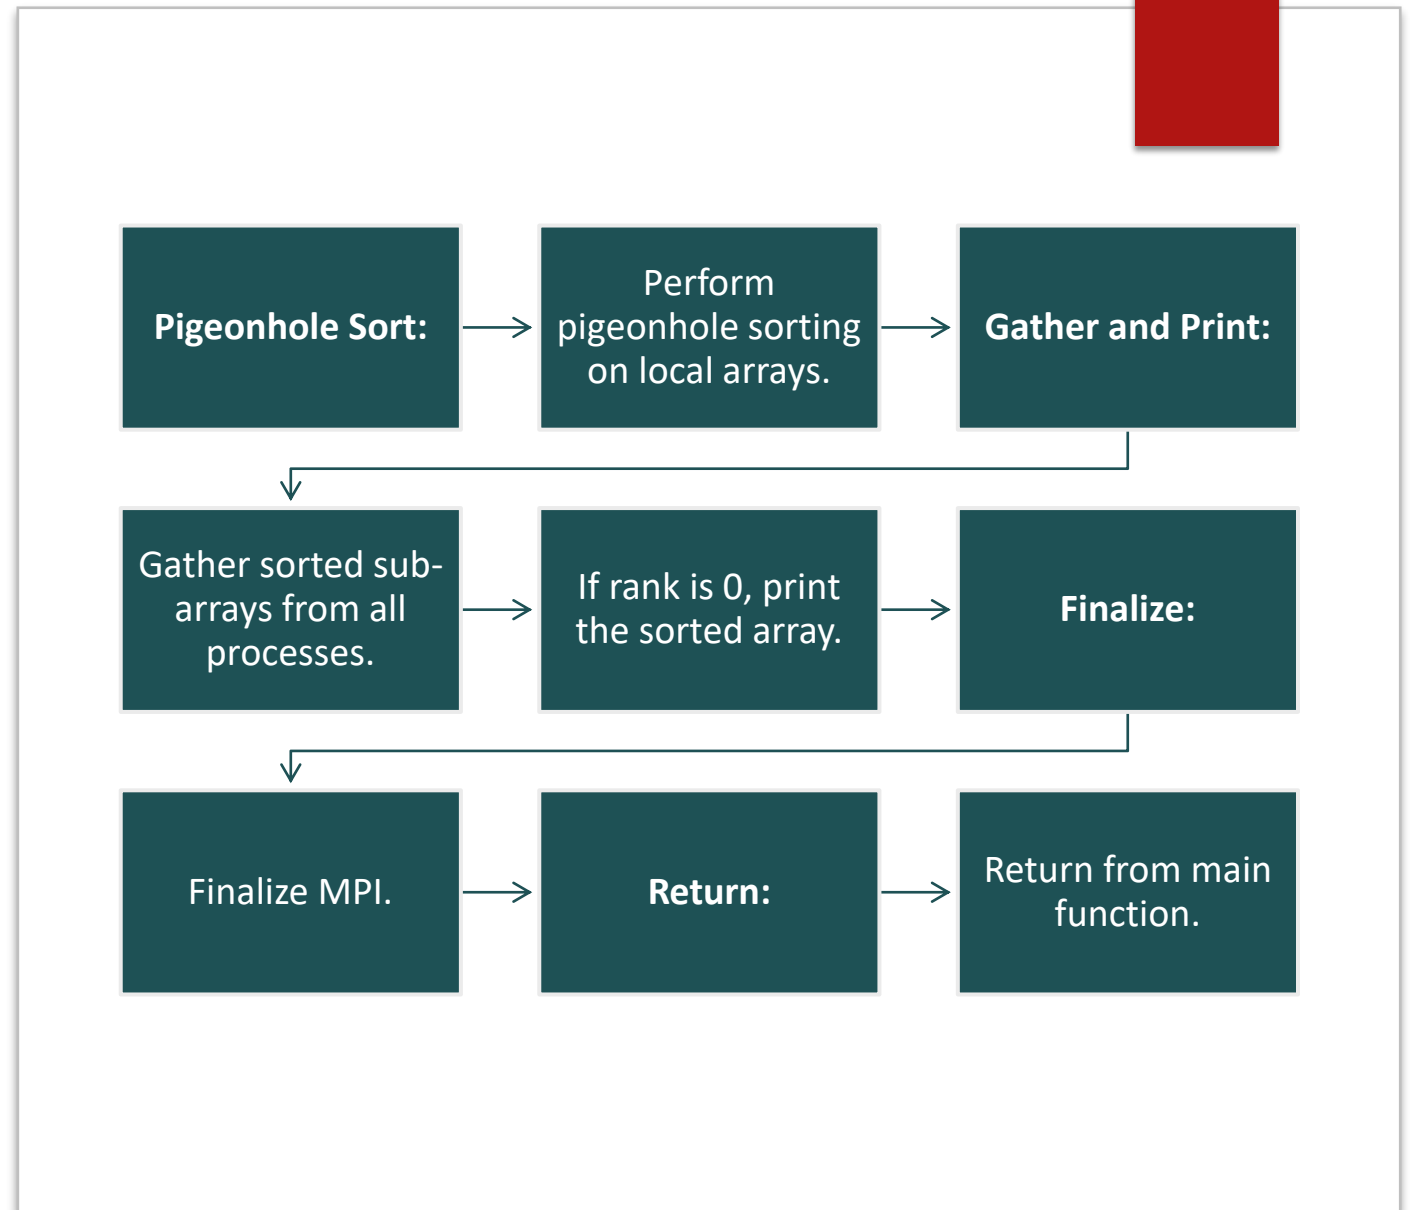 Pigeonhole Sort:
Perform
pigeonhole sorting
on local arrays.
Gather and Print:
Gather sorted sub-
arrays from all
processes.
If rank is 0, print
the sorted array.
Finalize:
Finalize MPI.
Return:
Return from main
function.